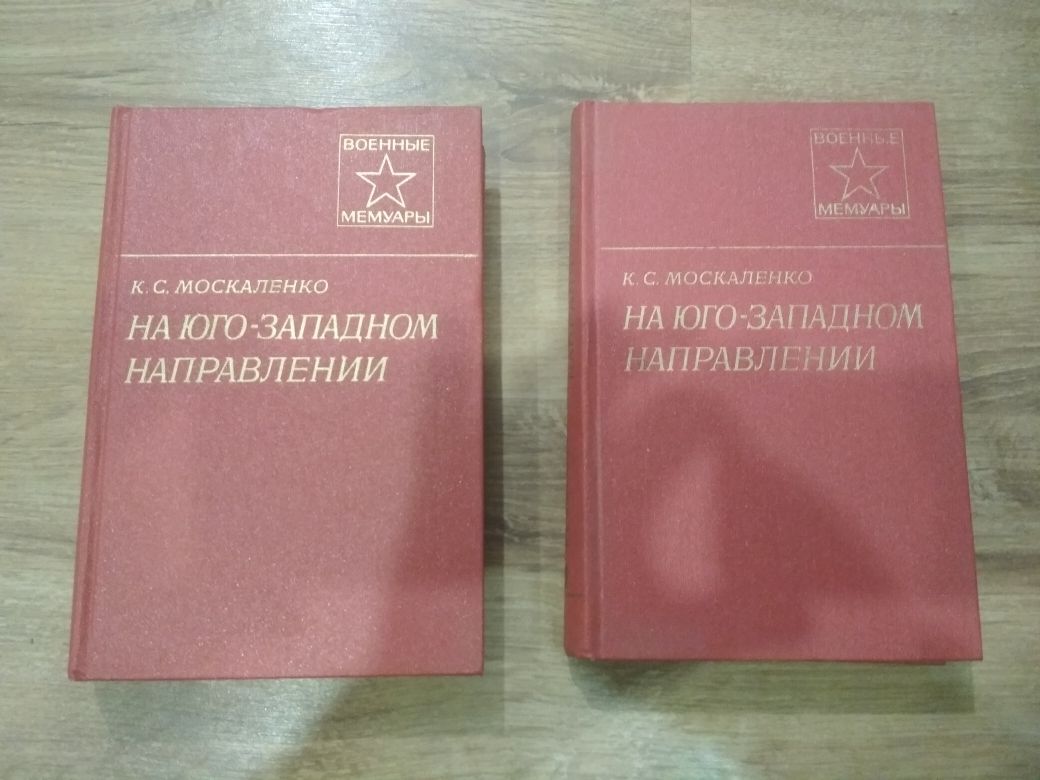 ВОЕННЫЕ
МЕМУАРЫ
К. С. МОСКАЛЕНКО
НА ЮГО-ЗАПАДНОМ
НАПРАВЛЕНИИ
ВОЕННЫЕ
МЕМУАРЫ
К. С. МОСКАЛЕНКО
НА ЮГО-ЗАПАДНОМ
НАПРАВЛЕНИИ